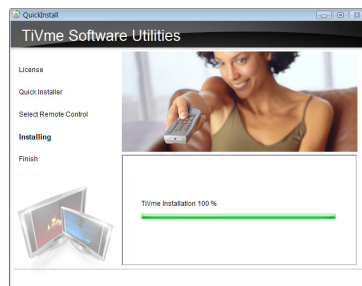 QuickInstall
TiVme Software Utilities
License
Quick Installer
Select Remote Control
Installing
Finish
TiVme Installation 100 %